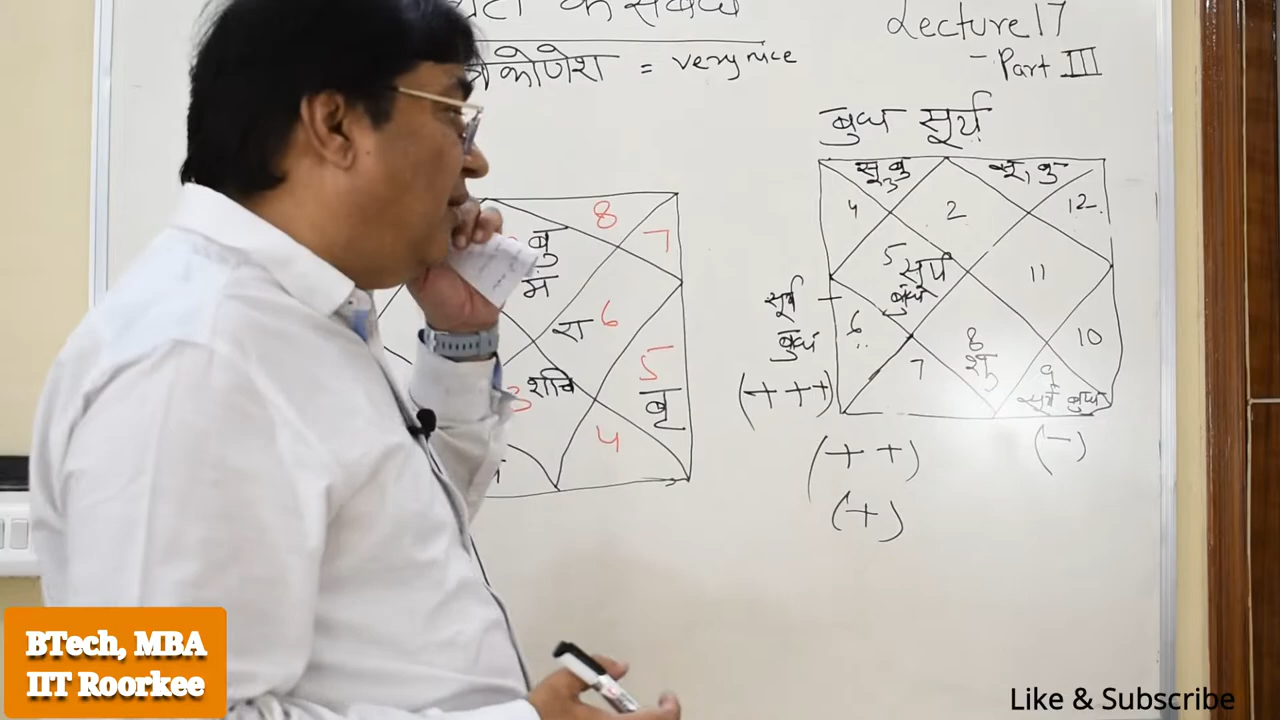 Lecture 17
- Part III
त्रिकोणेश = very nice
बुध सूर्य
सू, बु
सू, बु
4
2
12
5 सूर्य
बुध
11
सूर्य
बुध
6
7
8
शु
10
9
सूर्य बुध
(+ + +)
(+ +)
(-)
(+)
8
7
बु
मं
रा 6
5
बृ
3
शनि
4
BTech, MBA
IIT Roorkee
Like & Subscribe